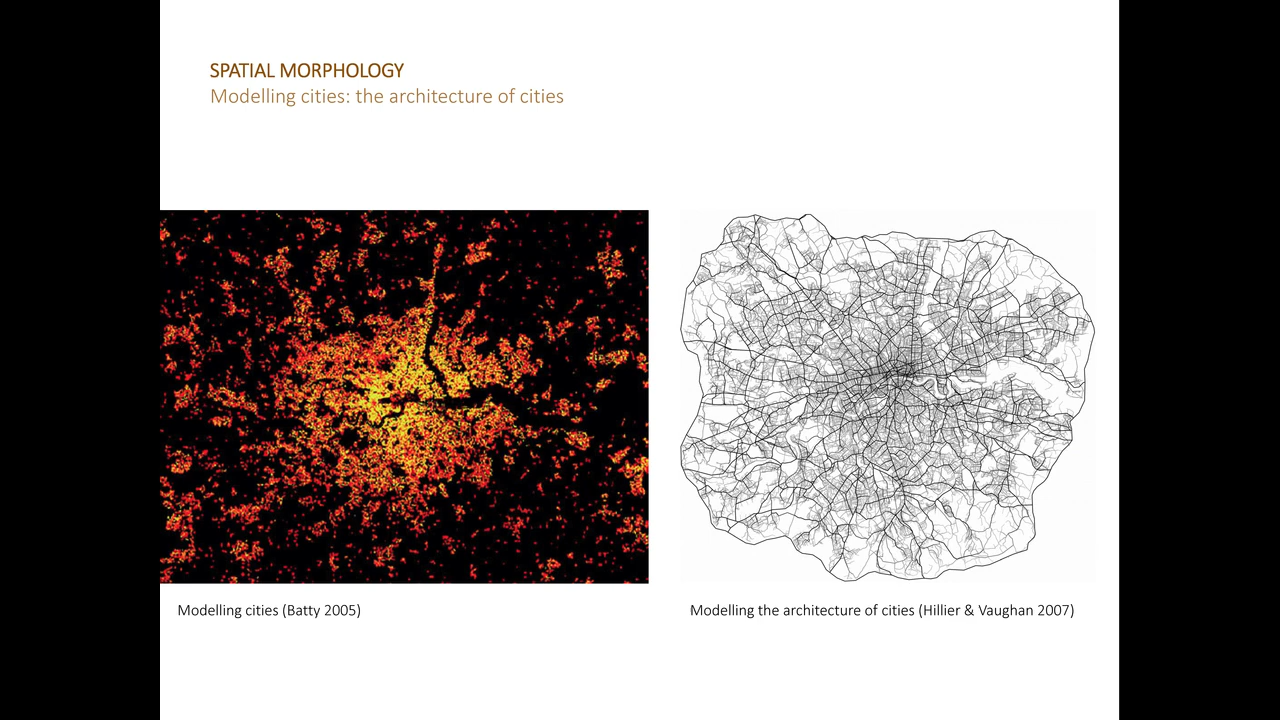 SPATIAL MORPHOLOGY
Modelling cities: the architecture of cities
Modelling cities (Batty 2005)
Modelling the architecture of cities (Hillier & Vaughan 2007)